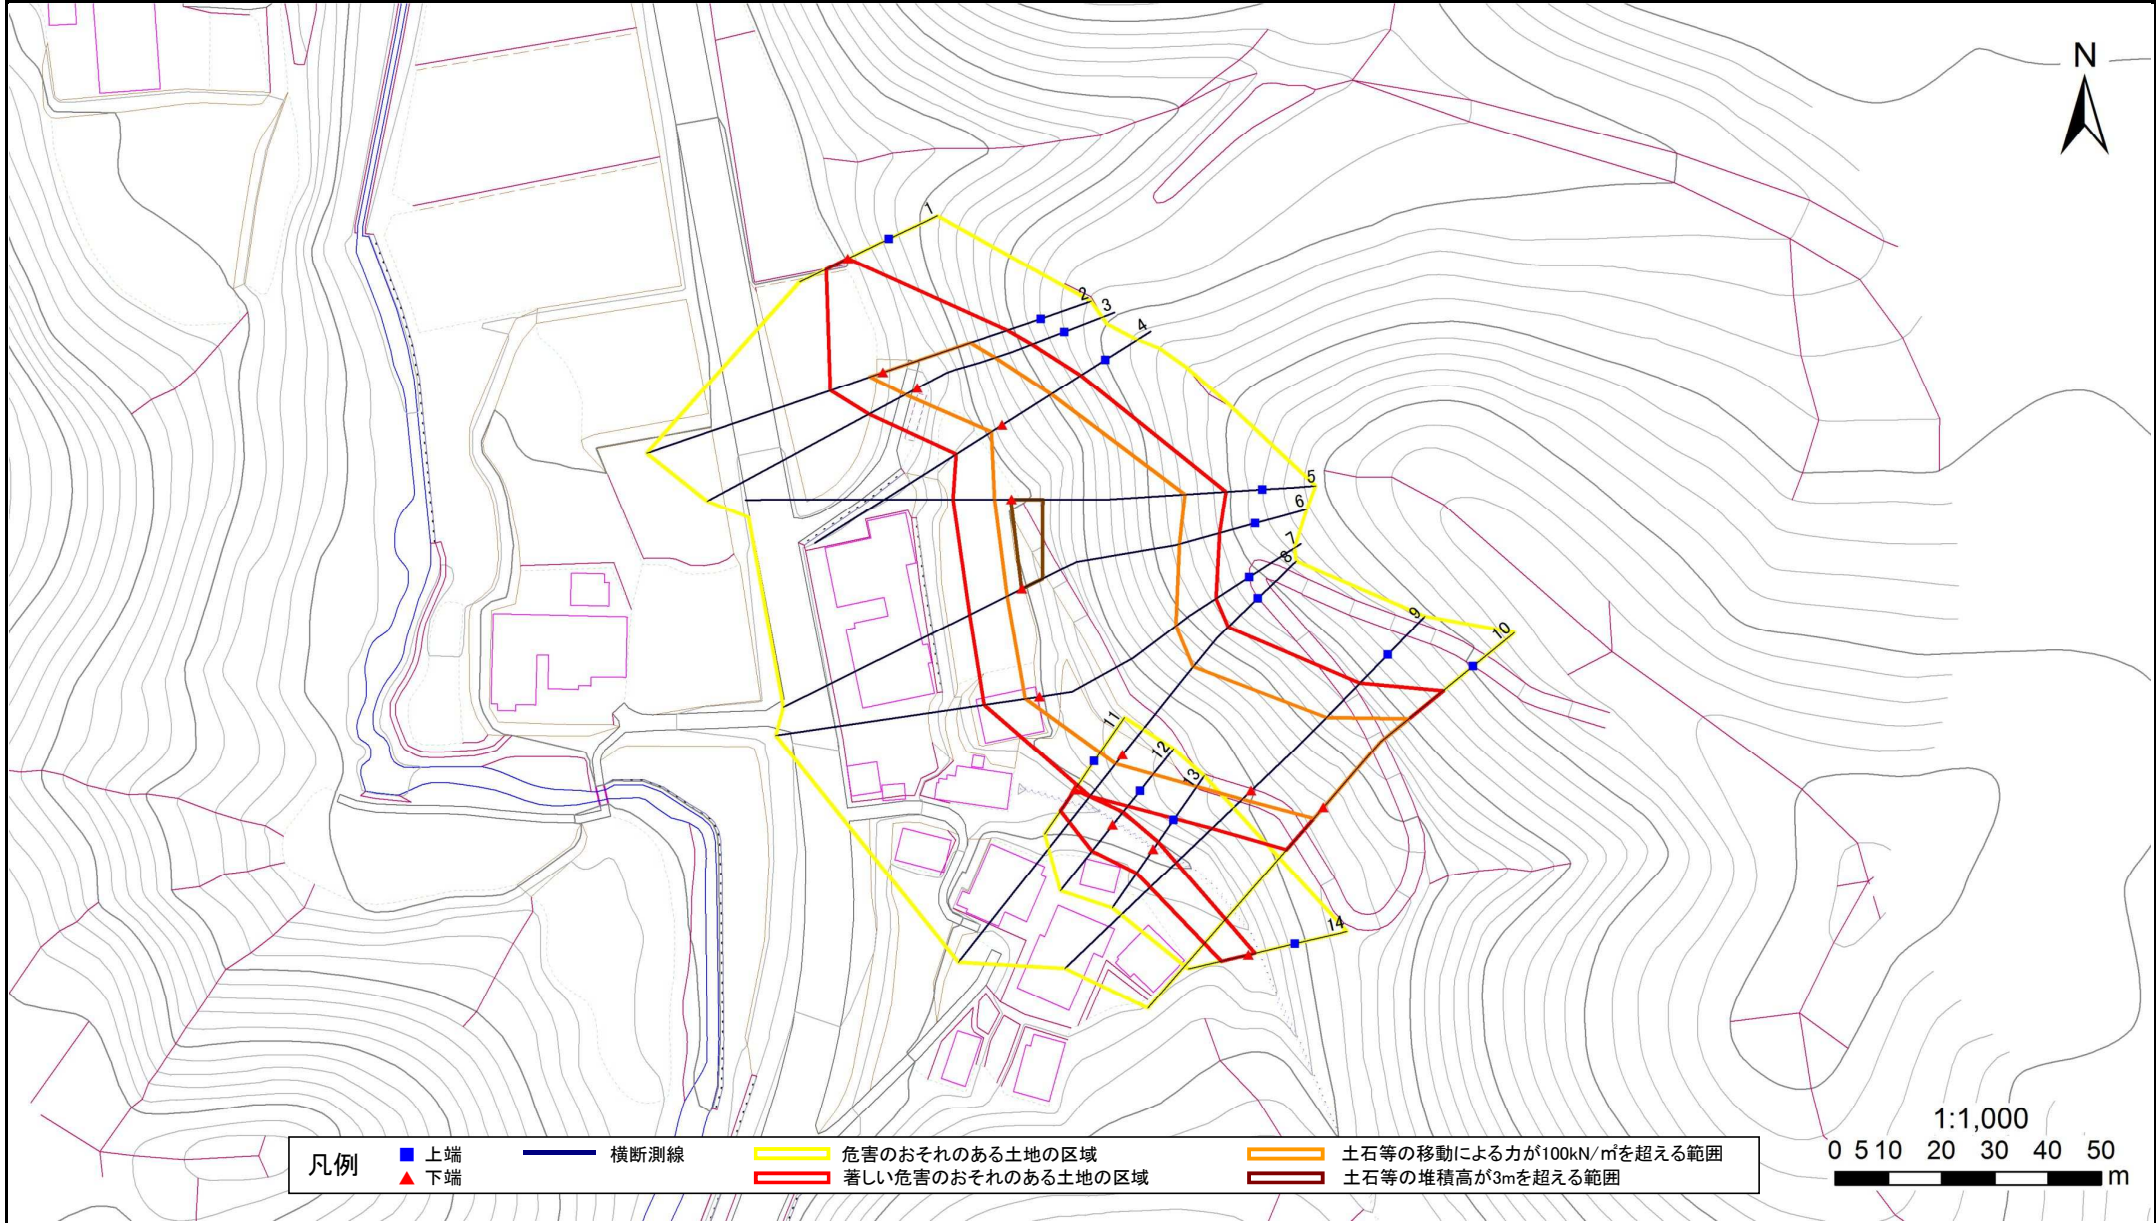 N
1
2
3
4
5
6
7
8
9
10
11
12
13
14
1:1,000
0 5 10 20 30 40 50
m
凡例
上端
横断測線
危害のおそれのある土地の区域
土石等の移動による力が100kN/㎡を超える範囲
下端
著しい危害のおそれのある土地の区域
土石等の堆積高が3mを超える範囲